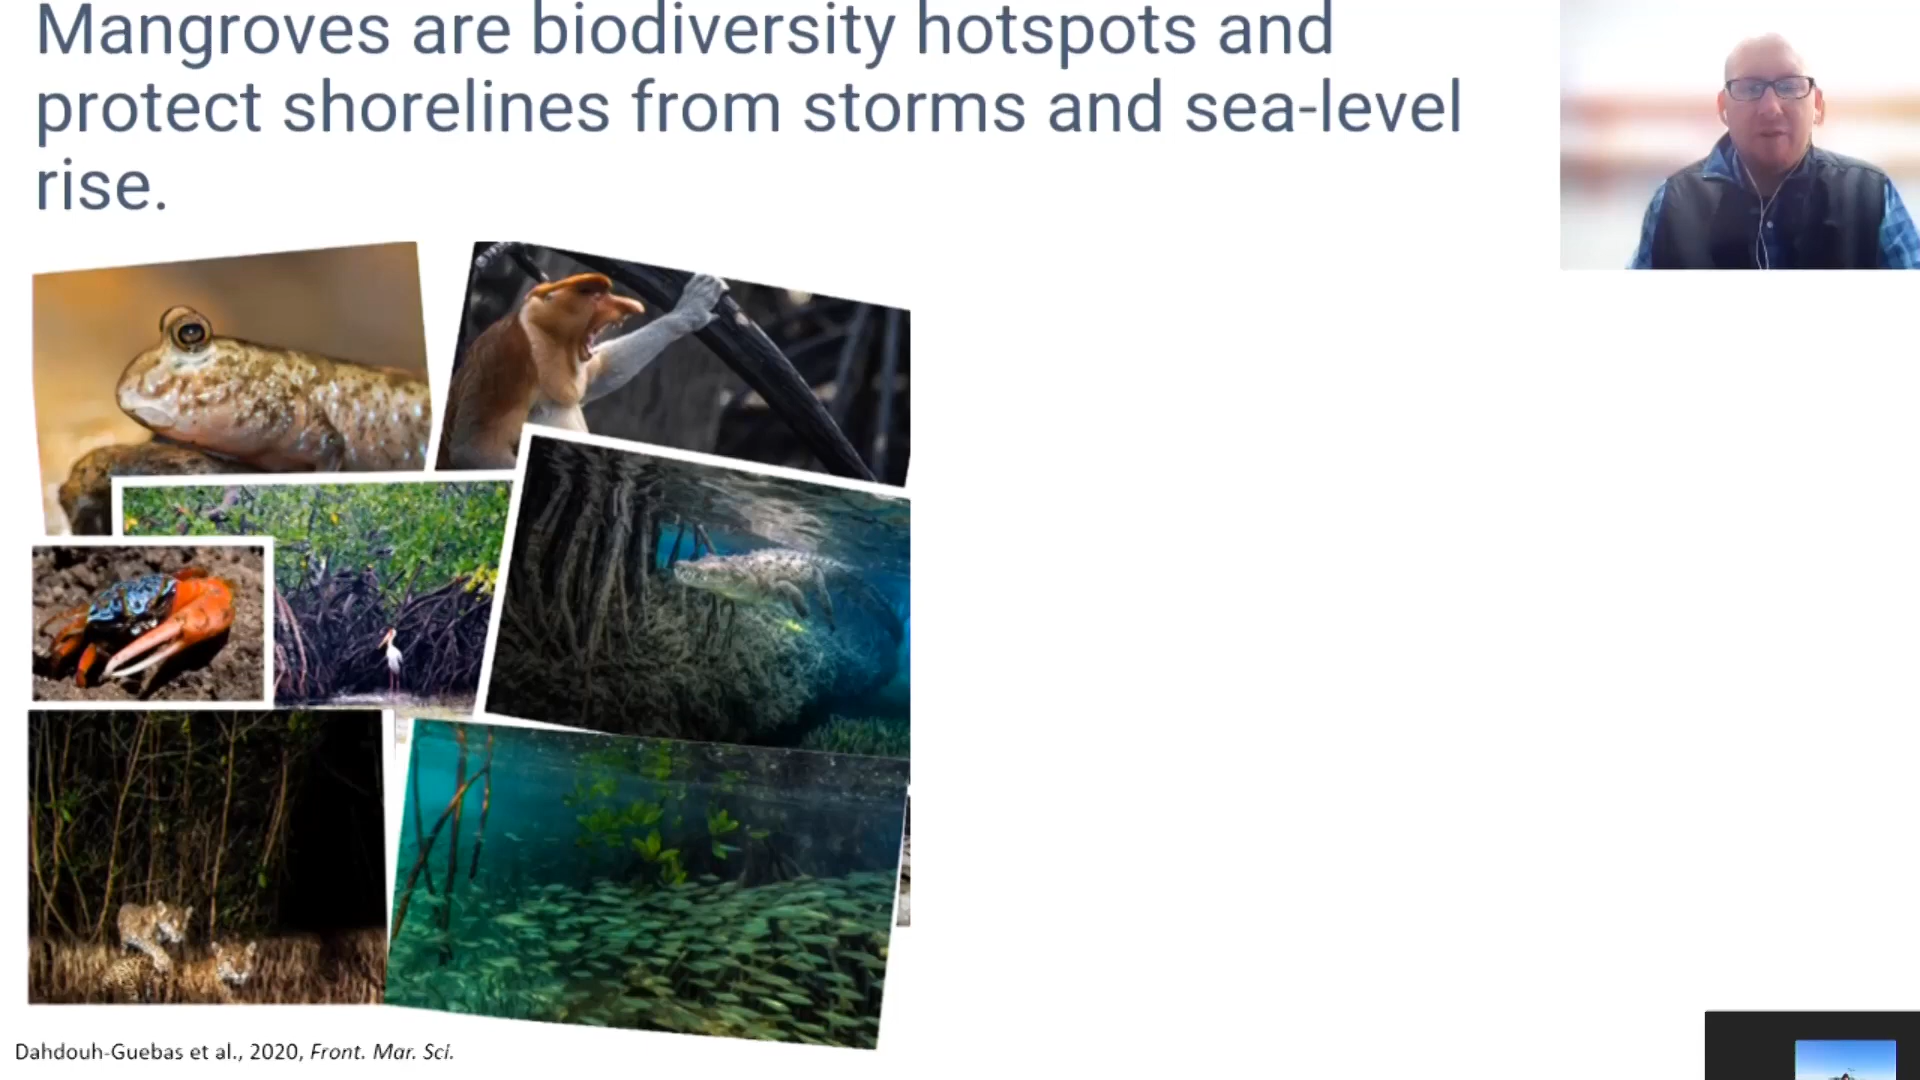 Mangroves are biodiversity hotspots and
protect shorelines from storms and sea-level
rise.
Dahdouh-Guebas et al., 2020, Front. Mar. Sci.